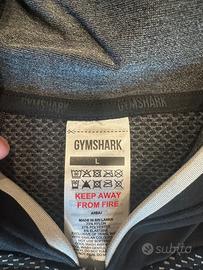 GYMSHARK GYMSHARK
GYMSHARK
L
KEEP AWAY
FROM FIRE
MADE IN SRI LANKA
subito